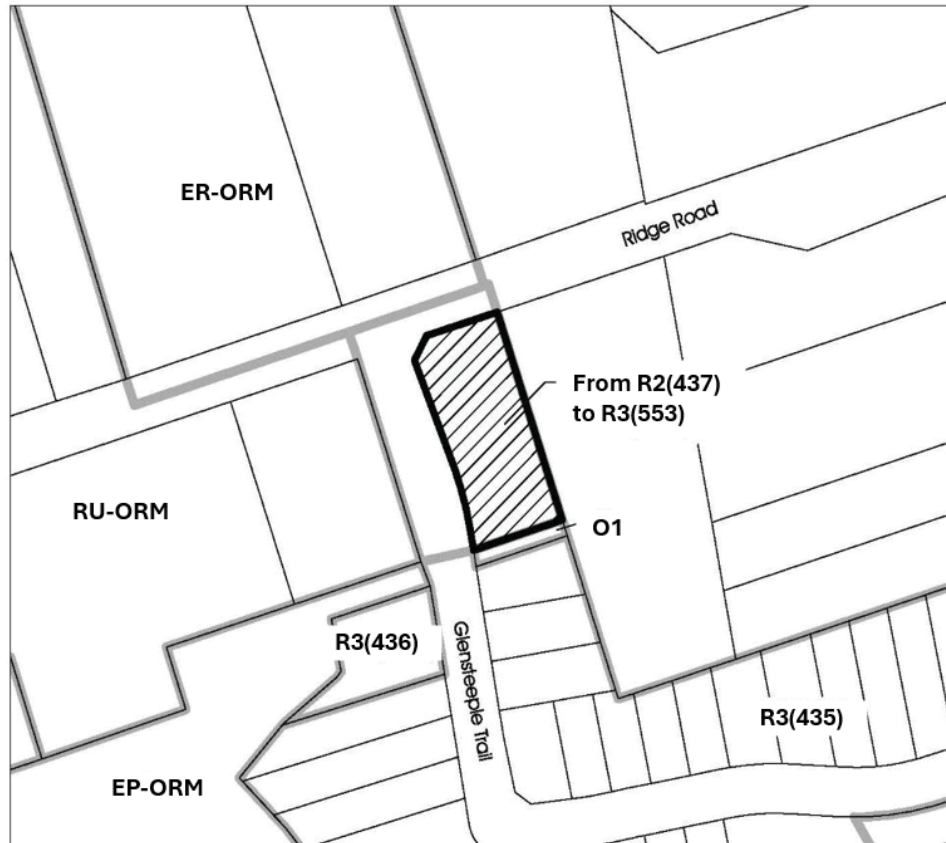 ER-ORM
Ridge Road
From R2(437)
to R3(553)
RU-ORM
O1
R3(436)
Glensteeple Trail
R3(435)
EP-ORM